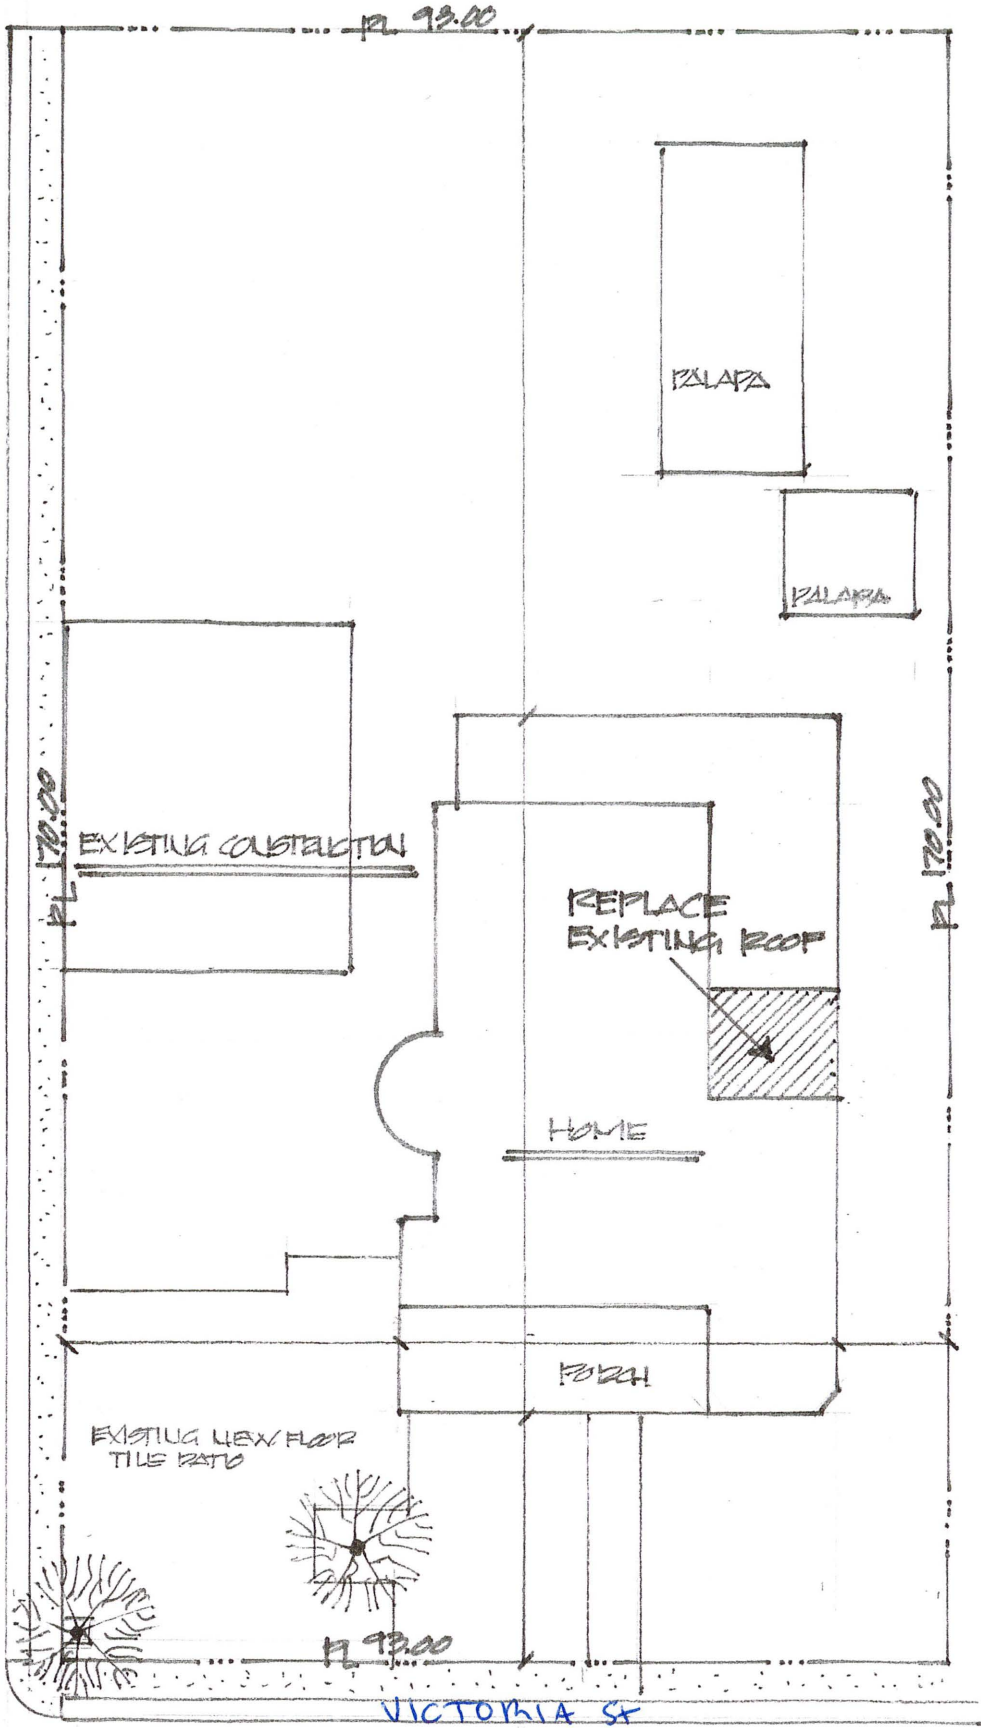 PL 93.00
PALAPA
PALAPA
PL 170.00
EXISTING CONSTRUCTION
PL 170.00
REPLACE
EXISTING ROOF
HOME
PORCH
EXISTING NEW FLOOR
TILE PATIO
PL 93.00
VICTORIA St